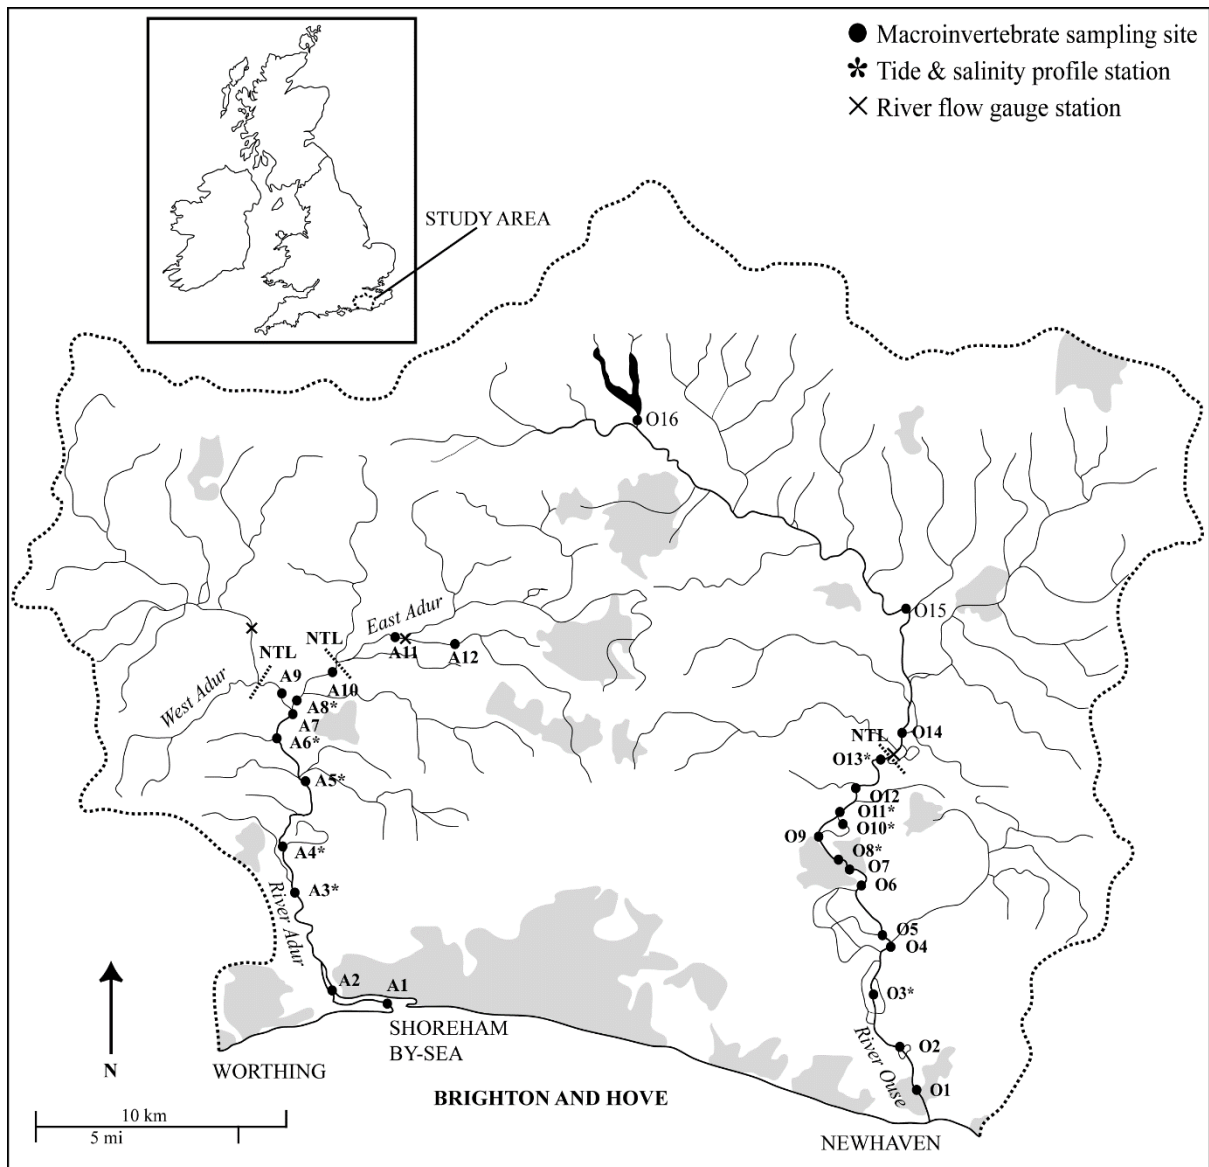 Macroinvertebrate sampling site
* Tide & salinity profile station
× River flow gauge station
STUDY AREA
O16
East Adur
NTL
NTL
A11
A12
O15
West Adur
A9
A10
A8*
A7
A6*
A5*
A4*
A3*
River Adur
A2
A1
NTL
O14
O13*
O12
O11*
O10*
O9
O8*
O7
O6
O5
O4
O3*
O2
River Ouse
O1
N
SHOREHAM
BY-SEA
WORTHING
BRIGHTON AND HOVE
NEWHAVEN
10 km
5 mi